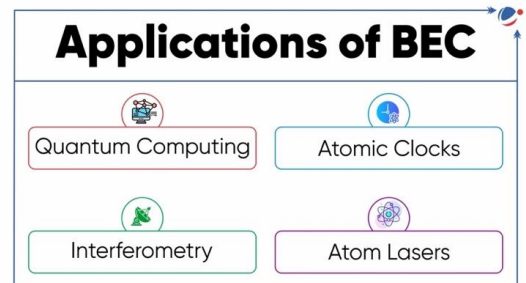 Applications of BEC
Quantum Computing
Atomic Clocks
Interferometry
Atom Lasers